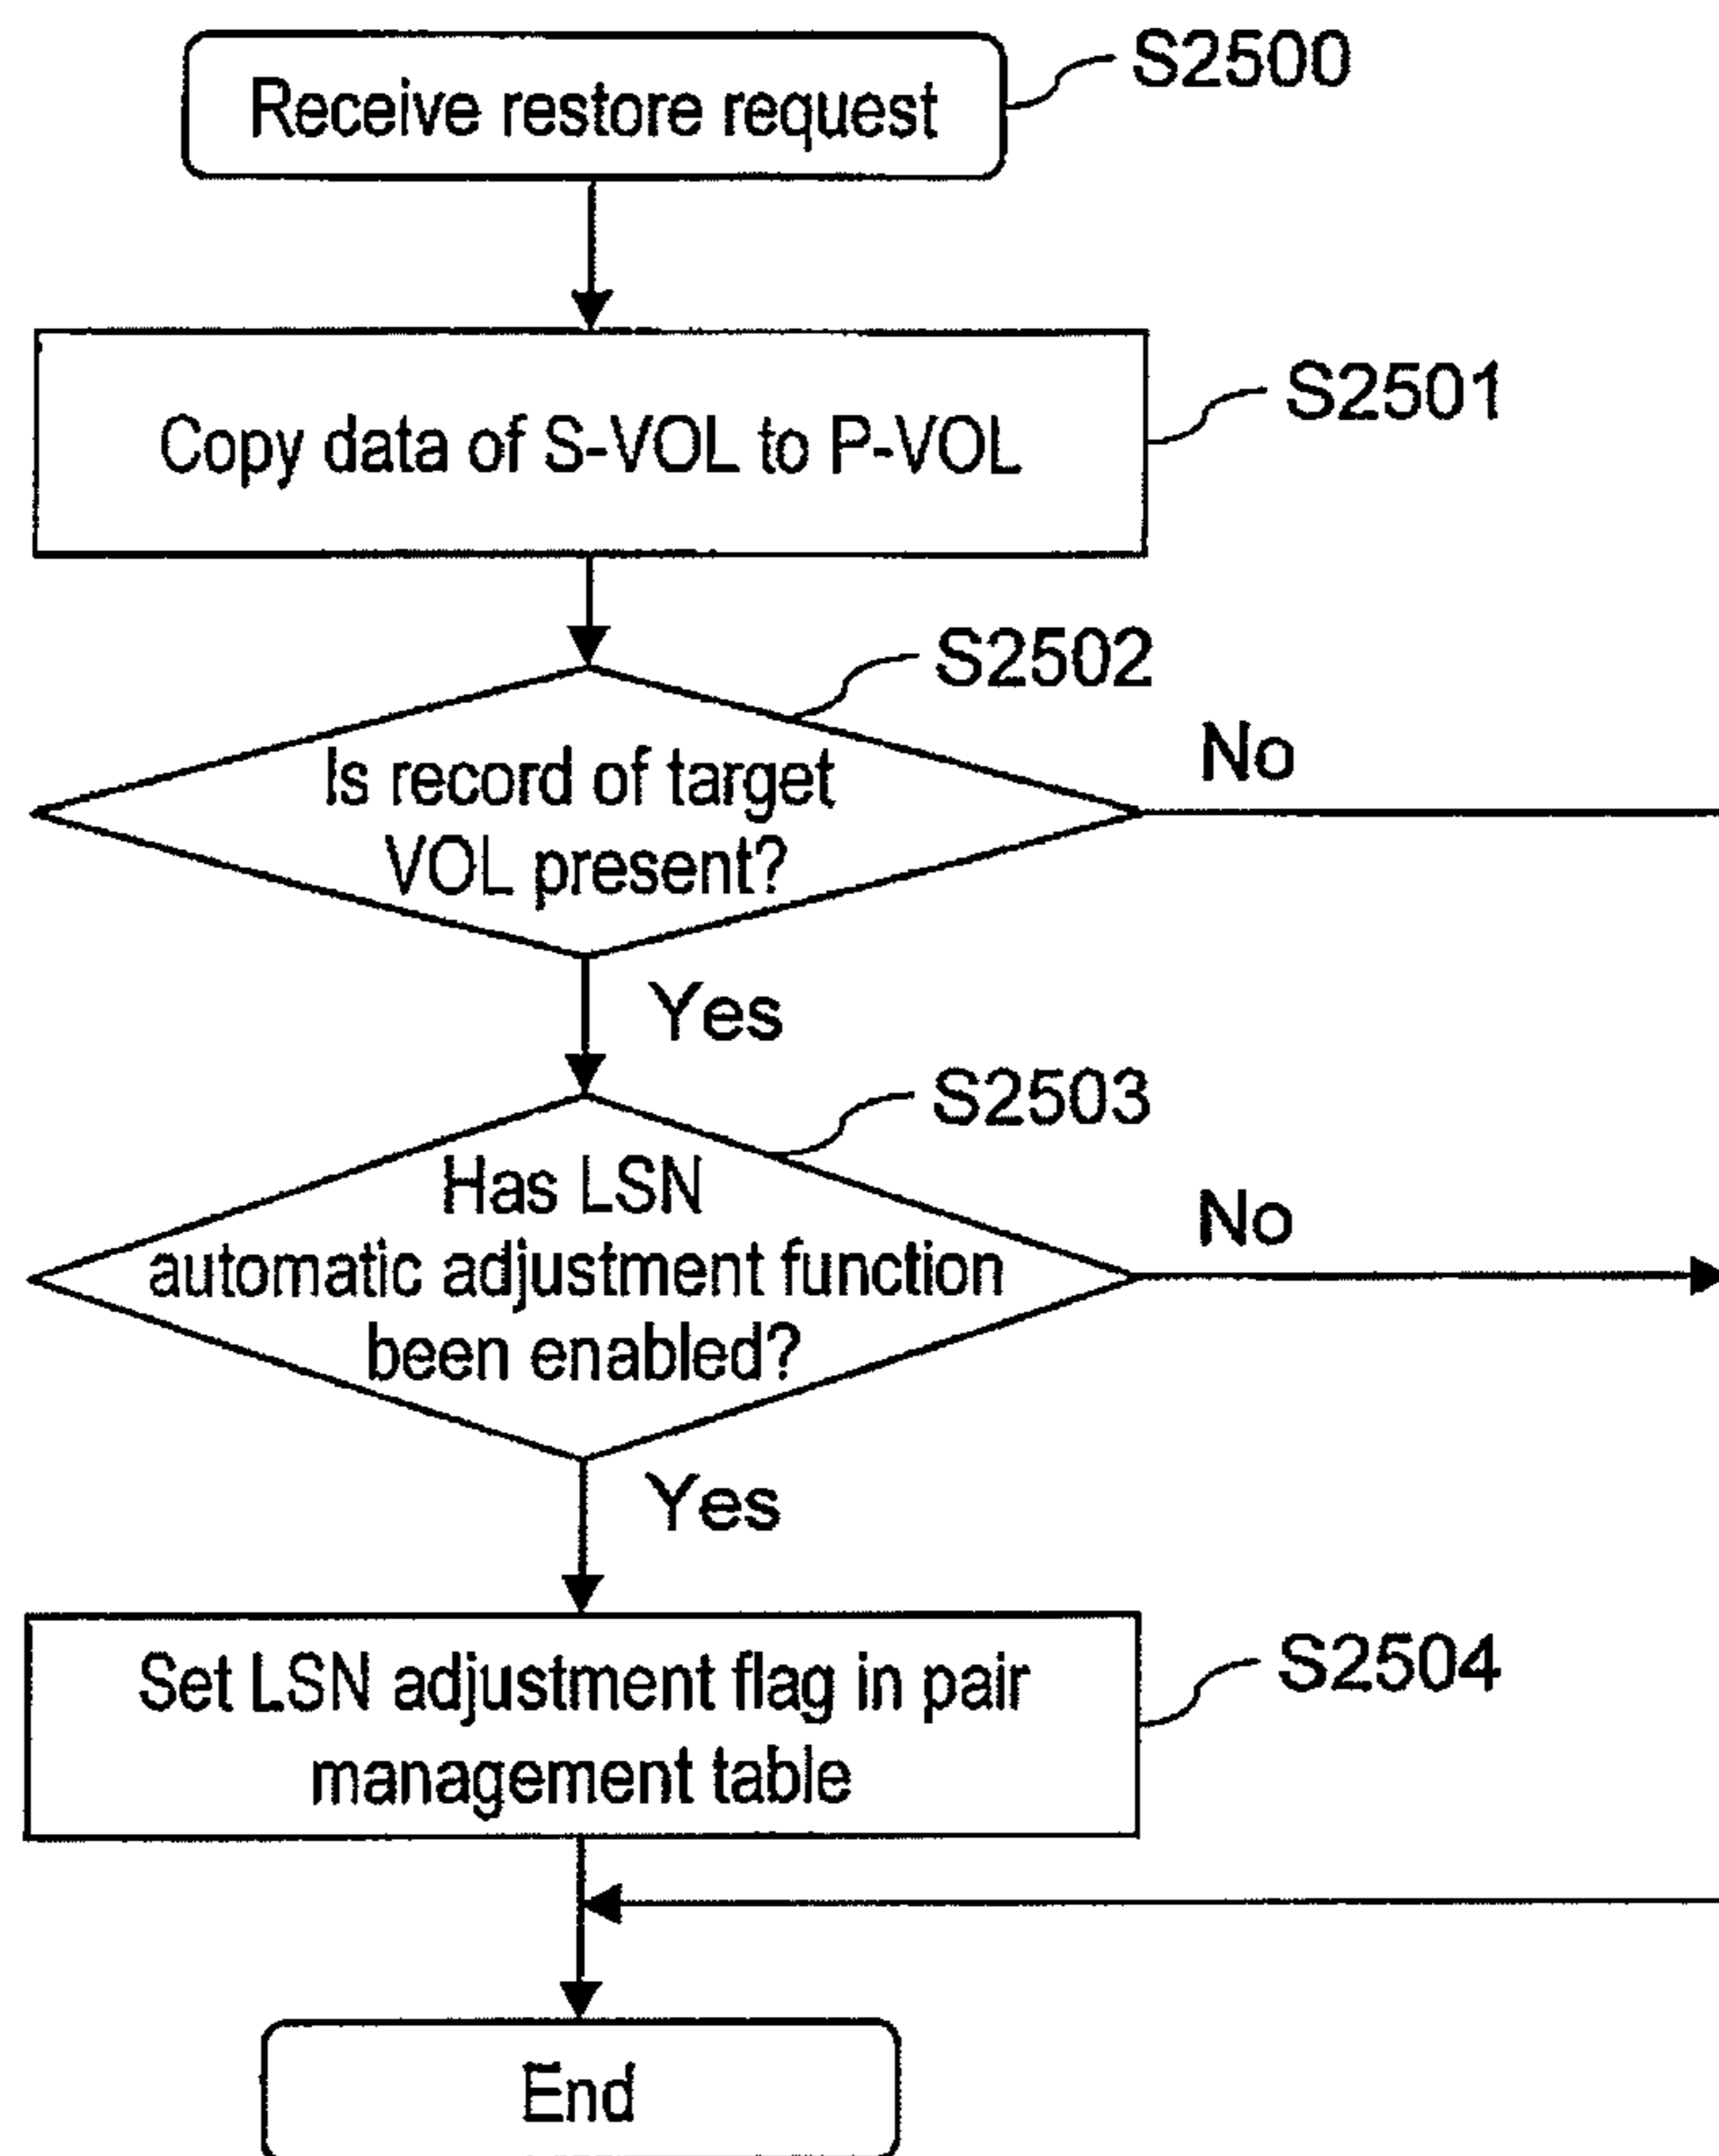 Receive restore request
S2500
Copy data of S-VOL to P-VOL
S2501
S2502
Is record of target
VOL present?
No
Yes
S2503
Has LSN
automatic adjustment function
been enabled?
No
Yes
Set LSN adjustment flag in pair
management table
S2504
End